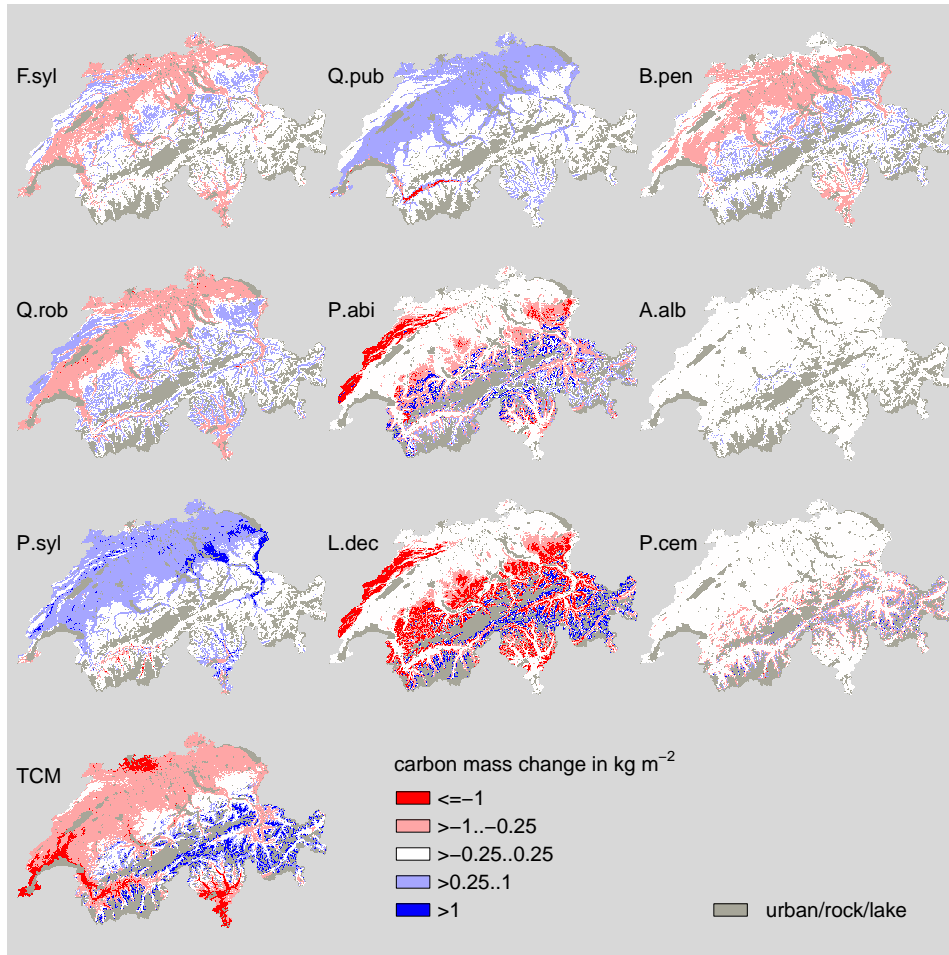 F.syl
Q.pub
B.pen
Q.rob
P.abi
A.alb
P.syl
L.dec
P.cem
TCM
carbon mass change in kg m⁻²
<=−1
>−1..−0.25
>−0.25..0.25
>0.25..1
>1
urban/rock/lake